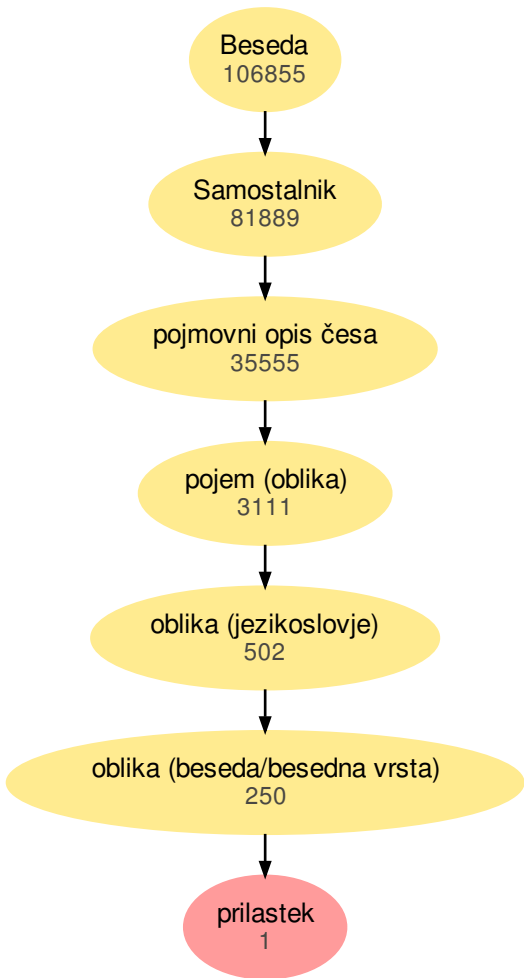 Beseda
106855
Samostalnik
81889
pojmovni opis česa
35555
pojem (oblika)
3111
oblika (jezikoslovje)
502
oblika (beseda/besedna vrsta)
250
prilastek
1